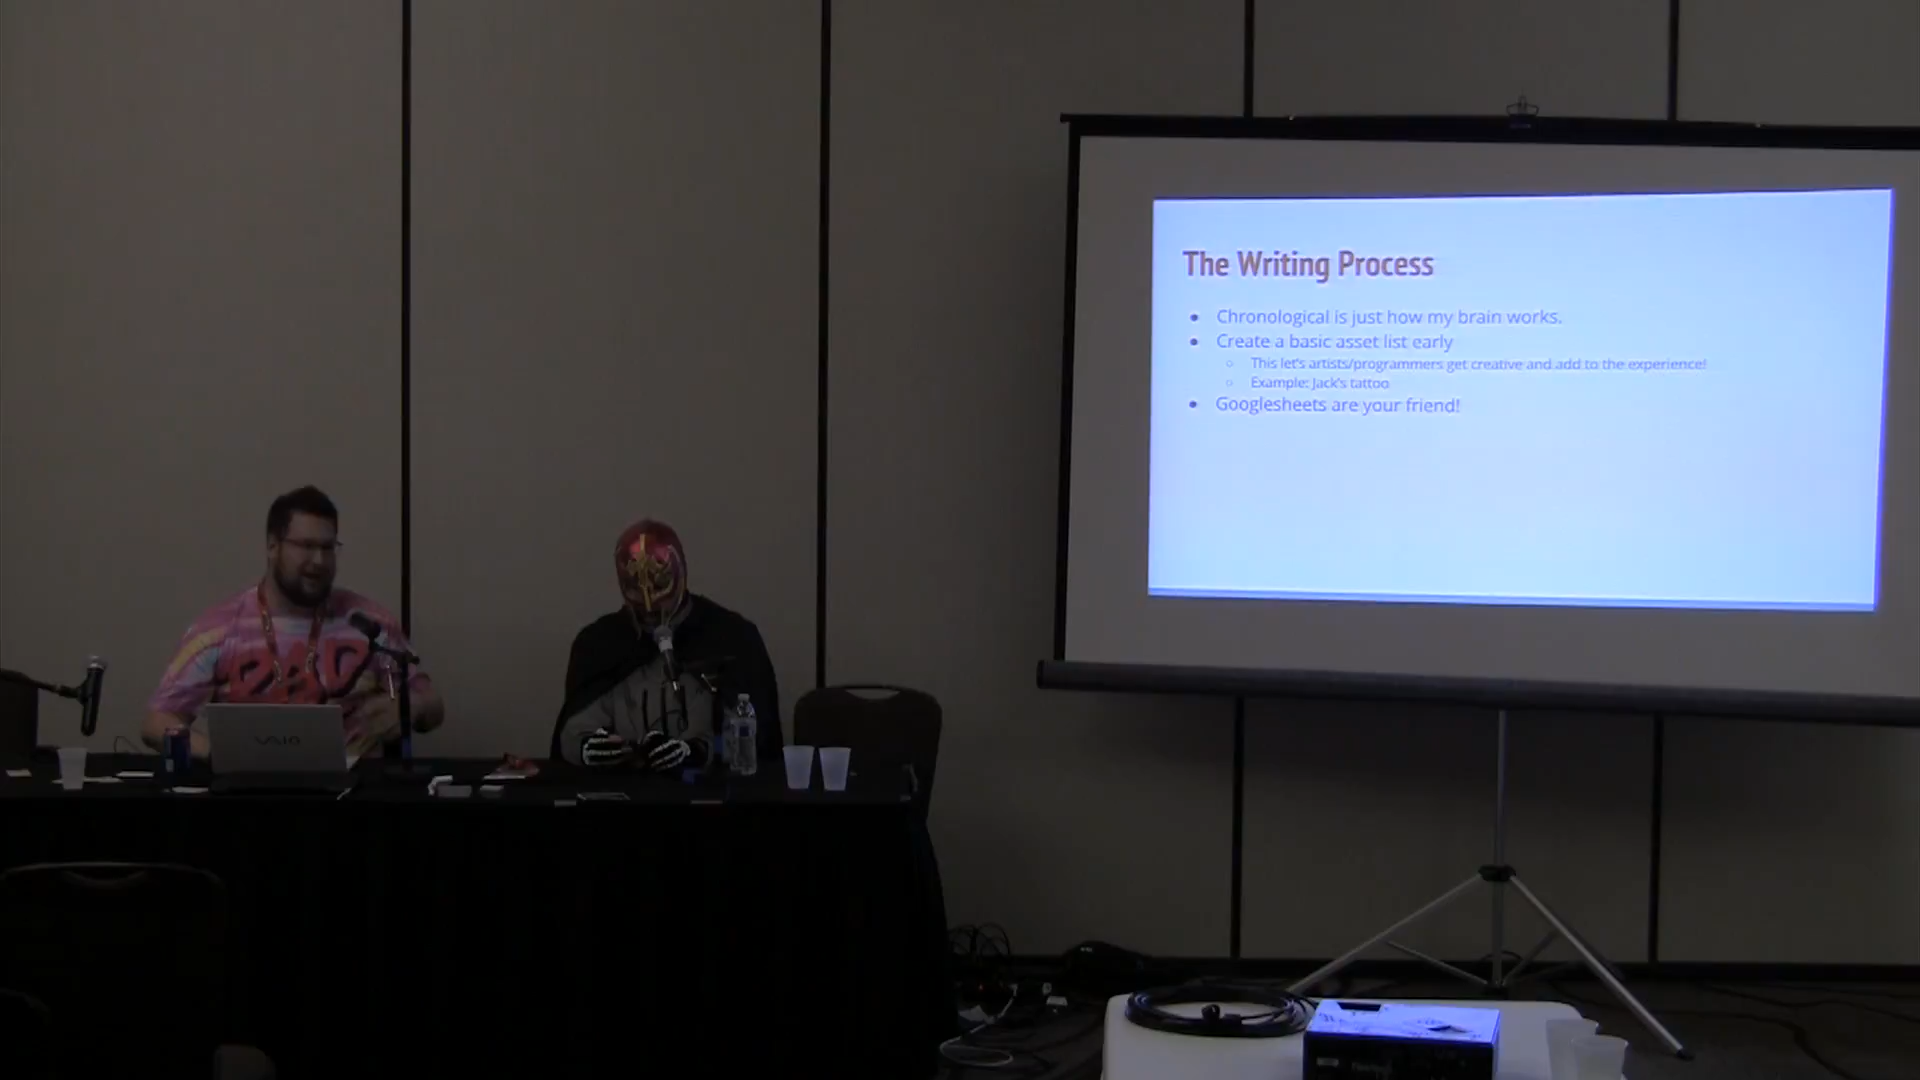 The Writing Process
Chronological is just how my brain works.
Create a basic asset list early
This let's artists/programmers get creative and add to the experience!
Example: Jack's tattoo
Googlesheets are your friend!
VAIO